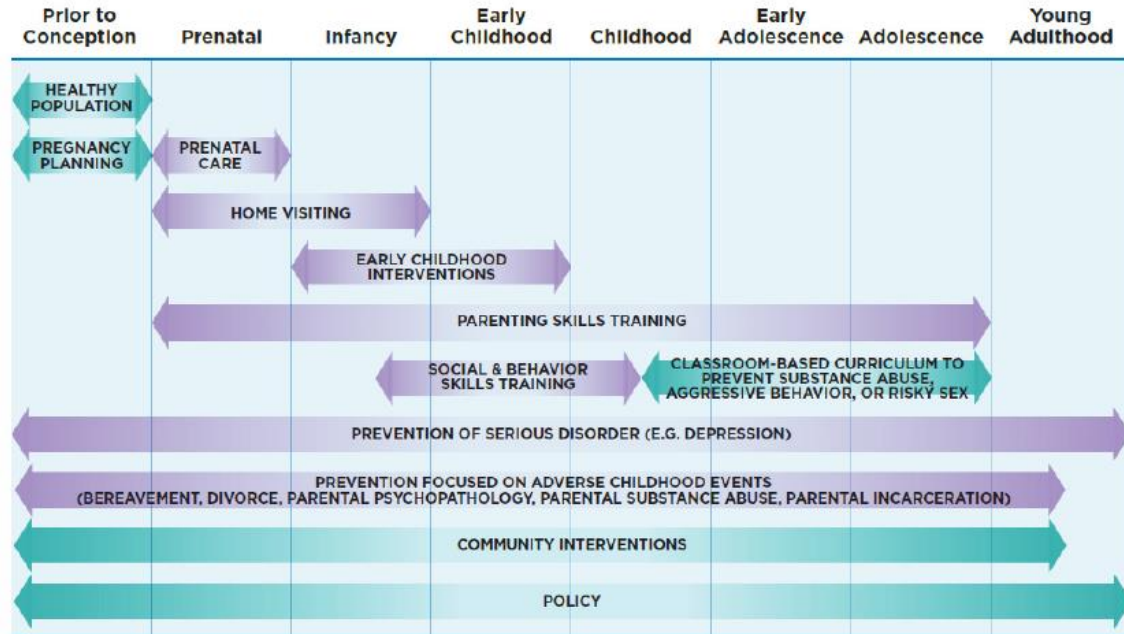 Prior to
Conception
Prenatal
Infancy
Early
Childhood
Childhood
Early
Adolescence
Adolescence
Young
Adulthood
HEALTHY
POPULATION
PREGNANCY
PLANNING
PRENATAL
CARE
HOME VISITING
EARLY CHILDHOOD
INTERVENTIONS
PARENTING SKILLS TRAINING
SOCIAL & BEHAVIOR
SKILLS TRAINING
CLASSROOM-BASED CURRICULUM TO
PREVENT SUBSTANCE ABUSE,
AGGRESSIVE BEHAVIOR, OR RISKY SEX
PREVENTION OF SERIOUS DISORDER (E.G. DEPRESSION)
PREVENTION FOCUSED ON ADVERSE CHILDHOOD EVENTS
(BEREAVEMENT, DIVORCE, PARENTAL PSYCHOPATHOLOGY, PARENTAL SUBSTANCE ABUSE, PARENTAL INCARCERATION)
COMMUNITY INTERVENTIONS
POLICY